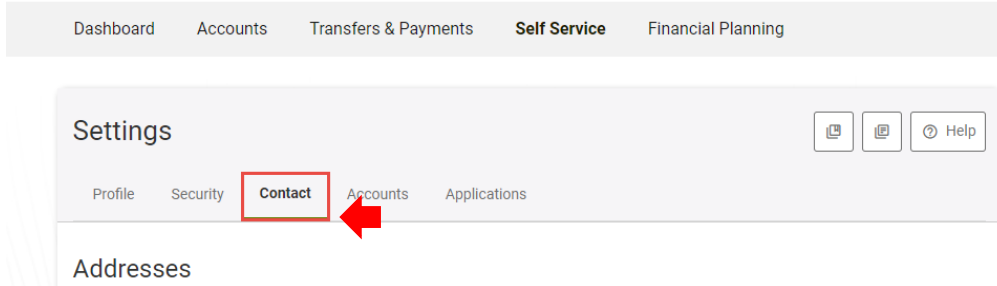 Dashboard Accounts Transfers & Payments Self Service Financial Planning
Settings Help
Profile Security Contact Accounts Applications
Addresses